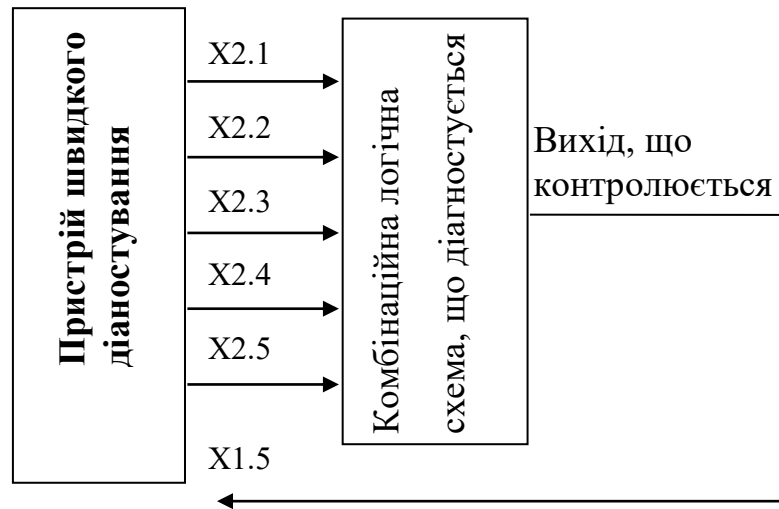 Пристрій швидкого
діаностування
X2.1
X2.2
X2.3
X2.4
X2.5
X1.5
Комбінаційна логічна
схема, що діагностується
Вихід, що
контролюється